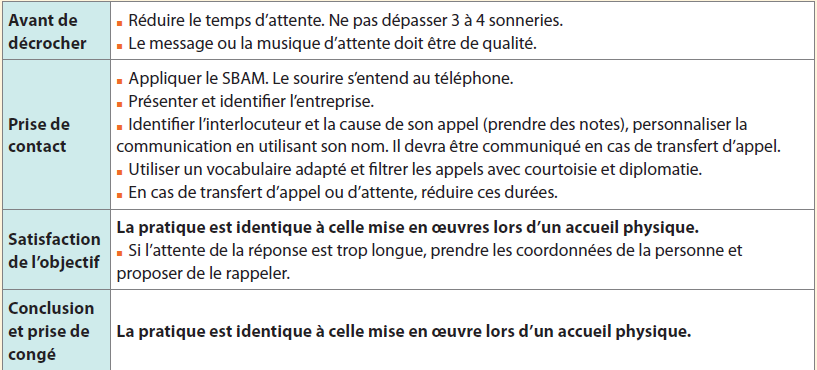 Avant de
décrocher
▪ Réduire le temps d’attente. Ne pas dépasser 3 à 4 sonneries.
▪ Le message ou la musique d’attente doit être de qualité.
Prise de
contact
▪ Appliquer le SBAM. Le sourire s’entend au téléphone.
▪ Présenter et identifier l’entreprise.
▪ Identifier l’interlocuteur et la cause de son appel (prendre des notes), personnaliser la
communication en utilisant son nom. Il devra être communiqué en cas de transfert d’appel.
▪ Utiliser un vocabulaire adapté et filtrer les appels avec courtoisie et diplomatie.
▪ En cas de transfert d’appel ou d’attente, réduire ces durées.
Satisfaction
de l’objectif
La pratique est identique à celle mise en œuvres lors d’un accueil physique.
▪ Si l’attente de la réponse est trop longue, prendre les coordonnées de la personne et
proposer de le rappeler.
Conclusion
et prise de
congé
La pratique est identique à celle mise en œuvre lors d’un accueil physique.